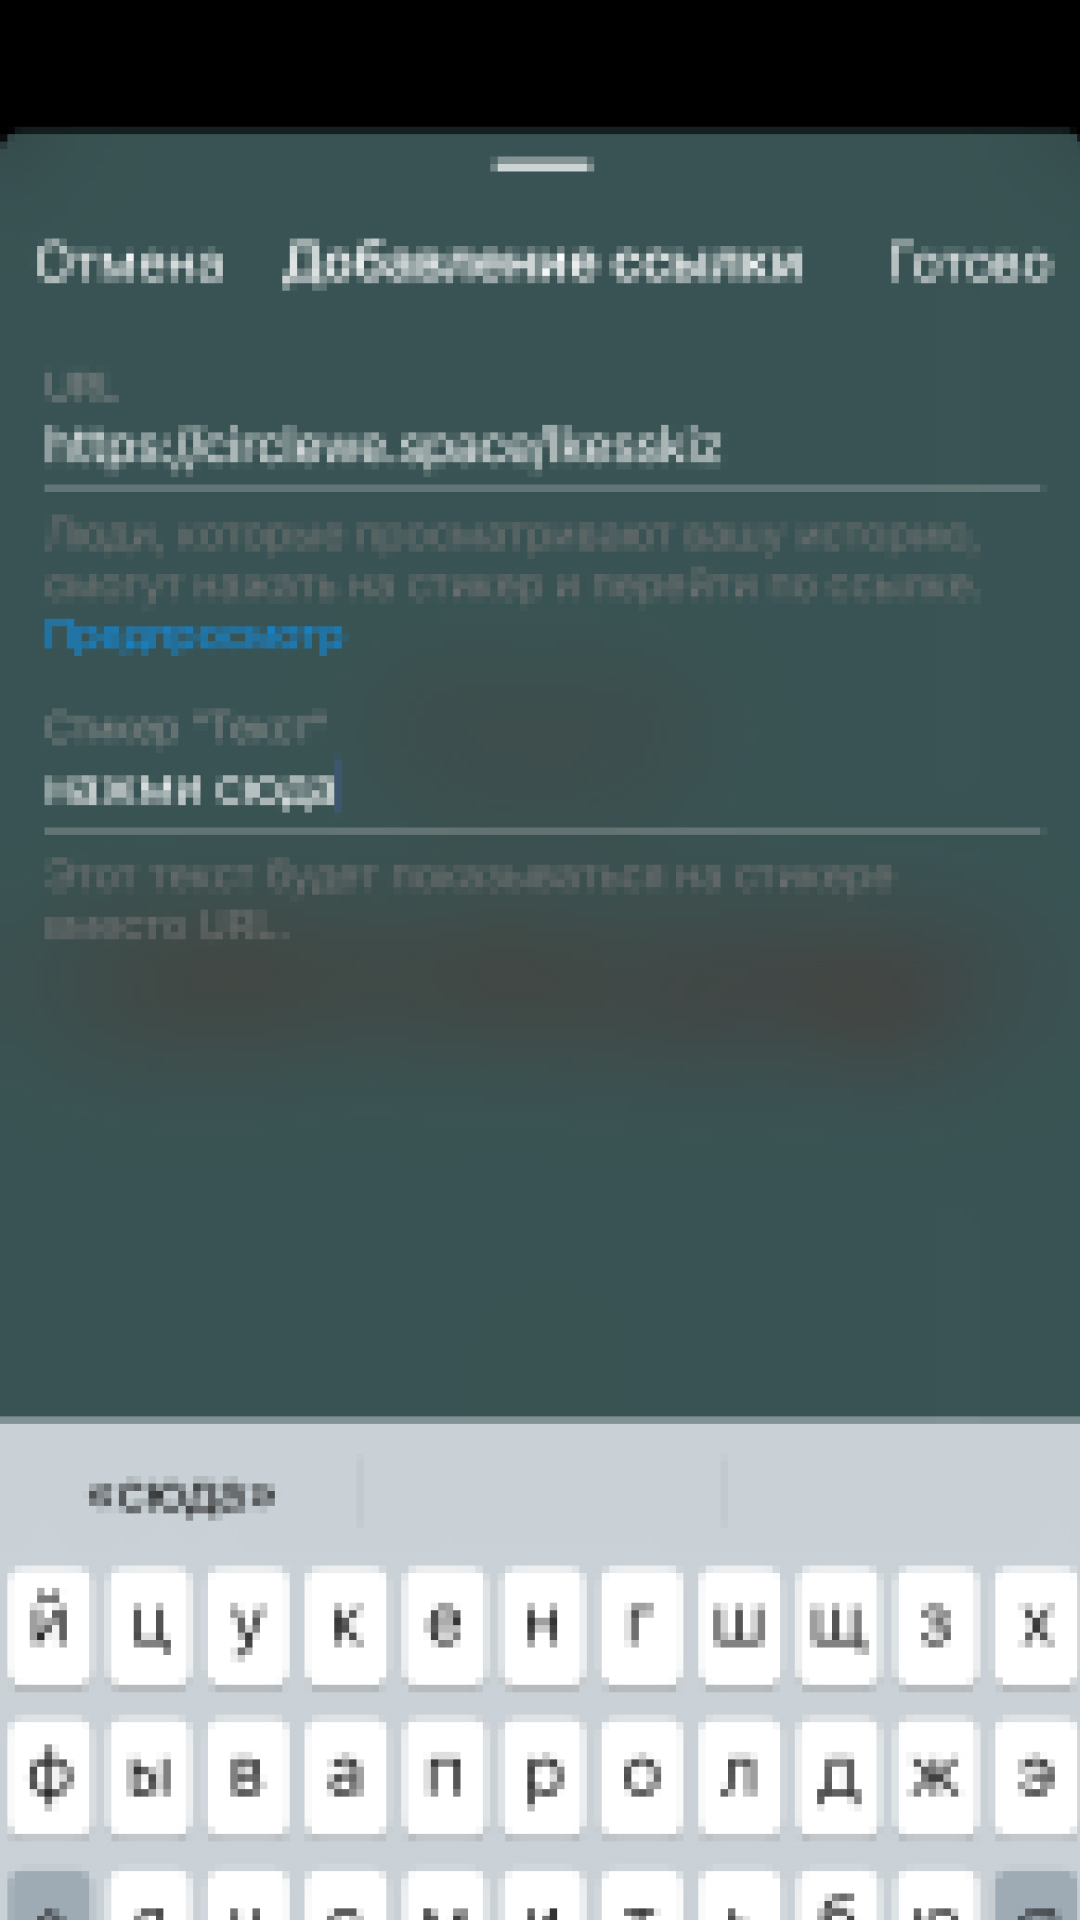 Отмена Добавление ссылки Готово
URL
https://circlewe.space/lkesskiz
Люди, которые просматривают вашу историю,
смогут нажать на стикер и перейти по ссылке.
Предпросмотр
Стикер "Текст"
нажми сюда
Этот текст будет показываться на стикере
вместо URL.
«сюда»
й ц у к е н г ш щ з х
ф ы в а п р о л д ж э
я ч с м и т ь б ю